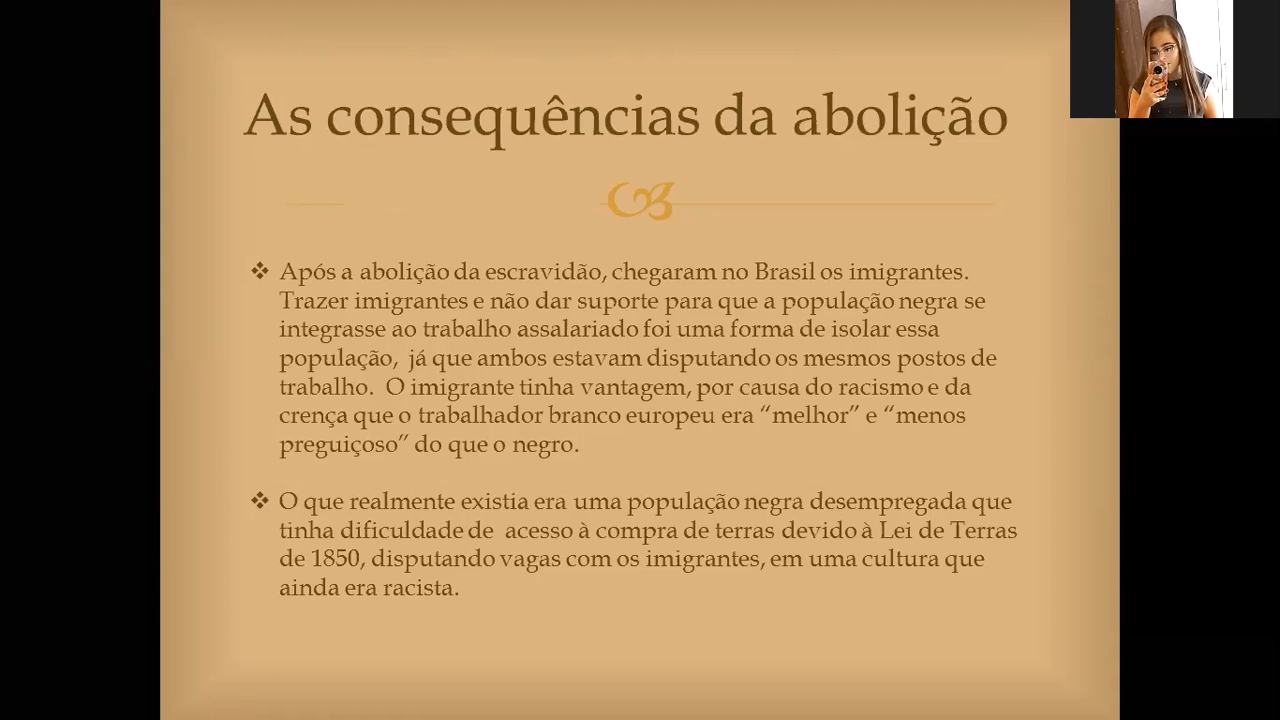 As consequências da abolição
❖ Após a abolição da escravidão, chegaram no Brasil os imigrantes.
Trazer imigrantes e não dar suporte para que a população negra se
integrasse ao trabalho assalariado foi uma forma de isolar essa
população, já que ambos estavam disputando os mesmos postos de
trabalho. O imigrante tinha vantagem, por causa do racismo e da
crença que o trabalhador branco europeu era “melhor” e “menos
preguiçoso” do que o negro.
❖ O que realmente existia era uma população negra desempregada que
tinha dificuldade de acesso à compra de terras devido à Lei de Terras
de 1850, disputando vagas com os imigrantes, em uma cultura que
ainda era racista.